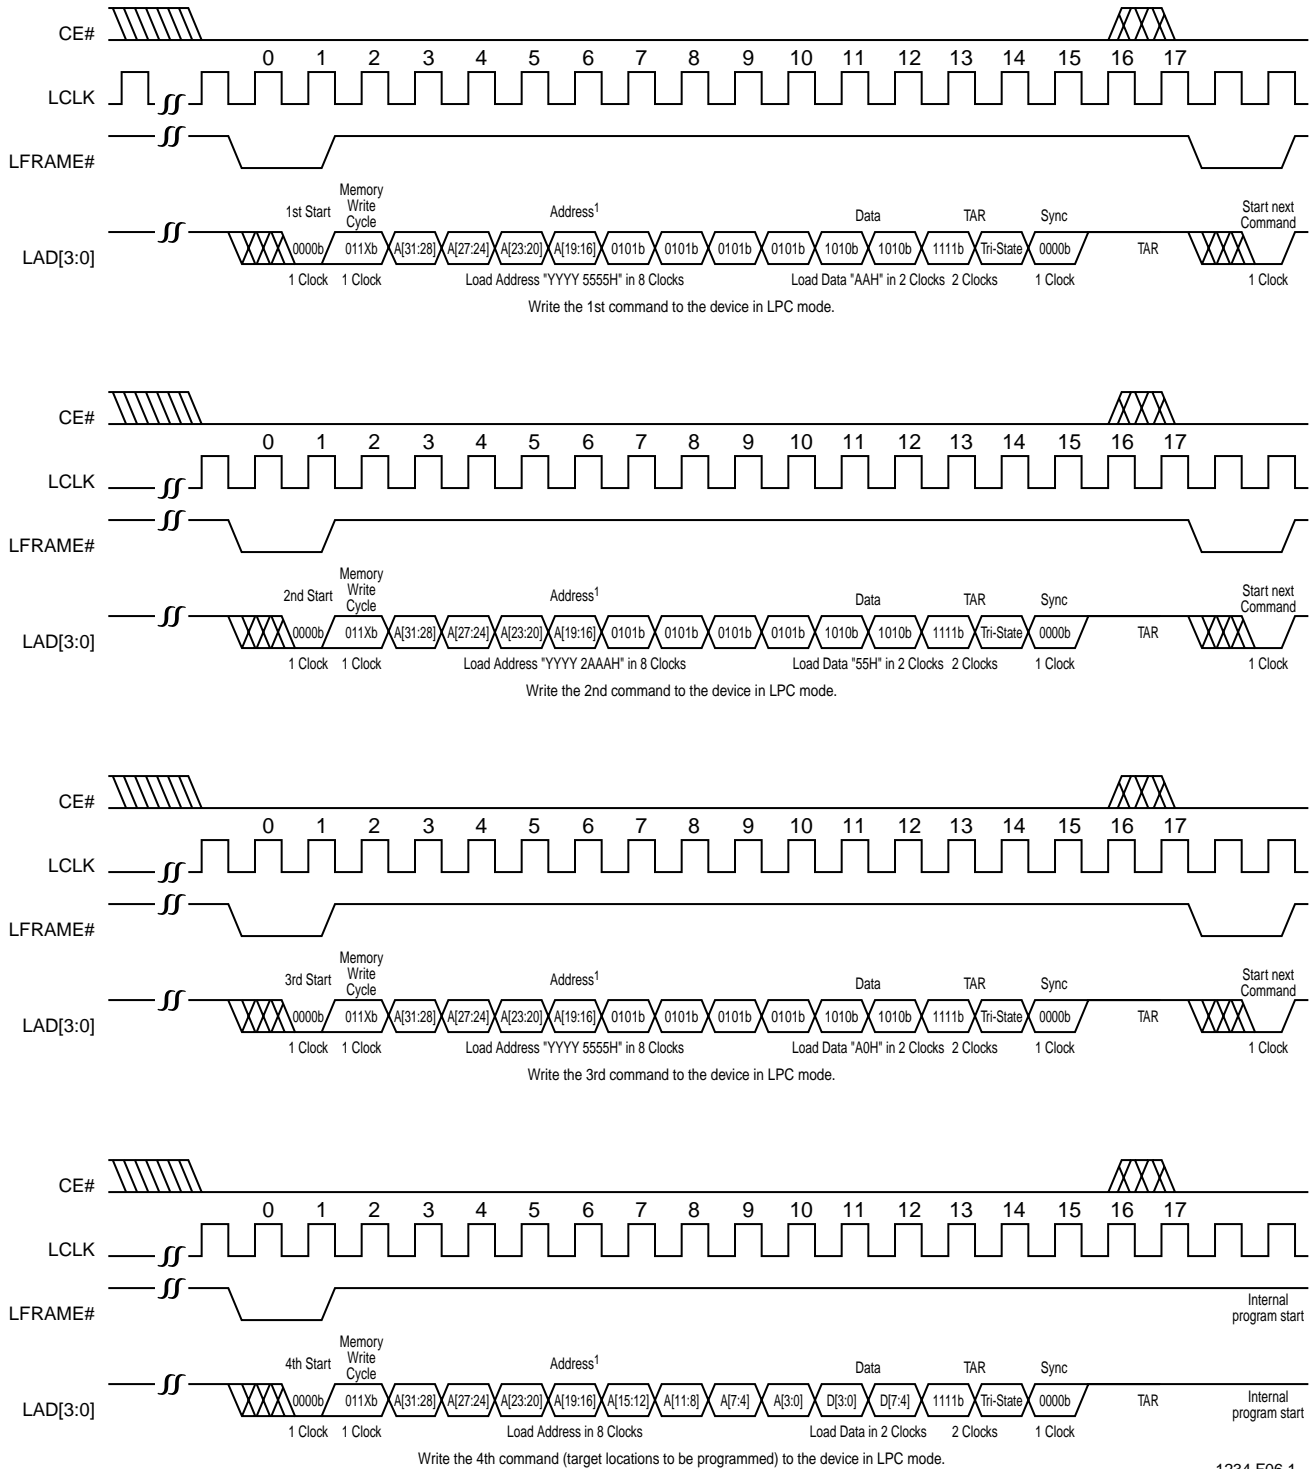 CE#
0 1 2 3 4 5 6 7 8 9 10 11 12 13 14 15 16 17
LCLK
LFRAME#
1st Start Memory Write Cycle Address1 Data TAR Sync Start next Command
LAD[3:0] 0000b 011Xb A[31:28] A[27:24] A[23:20] A[19:16] 0101b 0101b 0101b 0101b 1010b 1010b 1111b Tri-State 0000b TAR
1 Clock 1 Clock Load Address "YYYY 5555H" in 8 Clocks Load Data "AAH" in 2 Clocks 2 Clocks 1 Clock 1 Clock
Write the 1st command to the device in LPC mode.
CE#
0 1 2 3 4 5 6 7 8 9 10 11 12 13 14 15 16 17
LCLK
LFRAME#
2nd Start Memory Write Cycle Address1 Data TAR Sync Start next Command
LAD[3:0] 0000b 011Xb A[31:28] A[27:24] A[23:20] A[19:16] 0101b 0101b 0101b 0101b 1010b 1010b 1111b Tri-State 0000b TAR
1 Clock 1 Clock Load Address "YYYY 2AAAH" in 8 Clocks Load Data "55H" in 2 Clocks 2 Clocks 1 Clock 1 Clock
Write the 2nd command to the device in LPC mode.
CE#
0 1 2 3 4 5 6 7 8 9 10 11 12 13 14 15 16 17
LCLK
LFRAME#
3rd Start Memory Write Cycle Address1 Data TAR Sync Start next Command
LAD[3:0] 0000b 011Xb A[31:28] A[27:24] A[23:20] A[19:16] 0101b 0101b 0101b 0101b 1010b 1010b 1111b Tri-State 0000b TAR
1 Clock 1 Clock Load Address "YYYY 5555H" in 8 Clocks Load Data "A0H" in 2 Clocks 2 Clocks 1 Clock 1 Clock
Write the 3rd command to the device in LPC mode.
CE#
0 1 2 3 4 5 6 7 8 9 10 11 12 13 14 15 16 17
LCLK
LFRAME# Internal program start
4th Start Memory Write Cycle Address1 Data TAR Sync
LAD[3:0] 0000b 011Xb A[31:28] A[27:24] A[23:20] A[19:16] A[15:12] A[11:8] A[7:4] A[3:0] D[3:0] D[7:4] 1111b Tri-State 0000b TAR Internal program start
1 Clock 1 Clock Load Address in 8 Clocks Load Data in 2 Clocks 2 Clocks 1 Clock
Write the 4th command (target locations to be programmed) to the device in LPC mode.